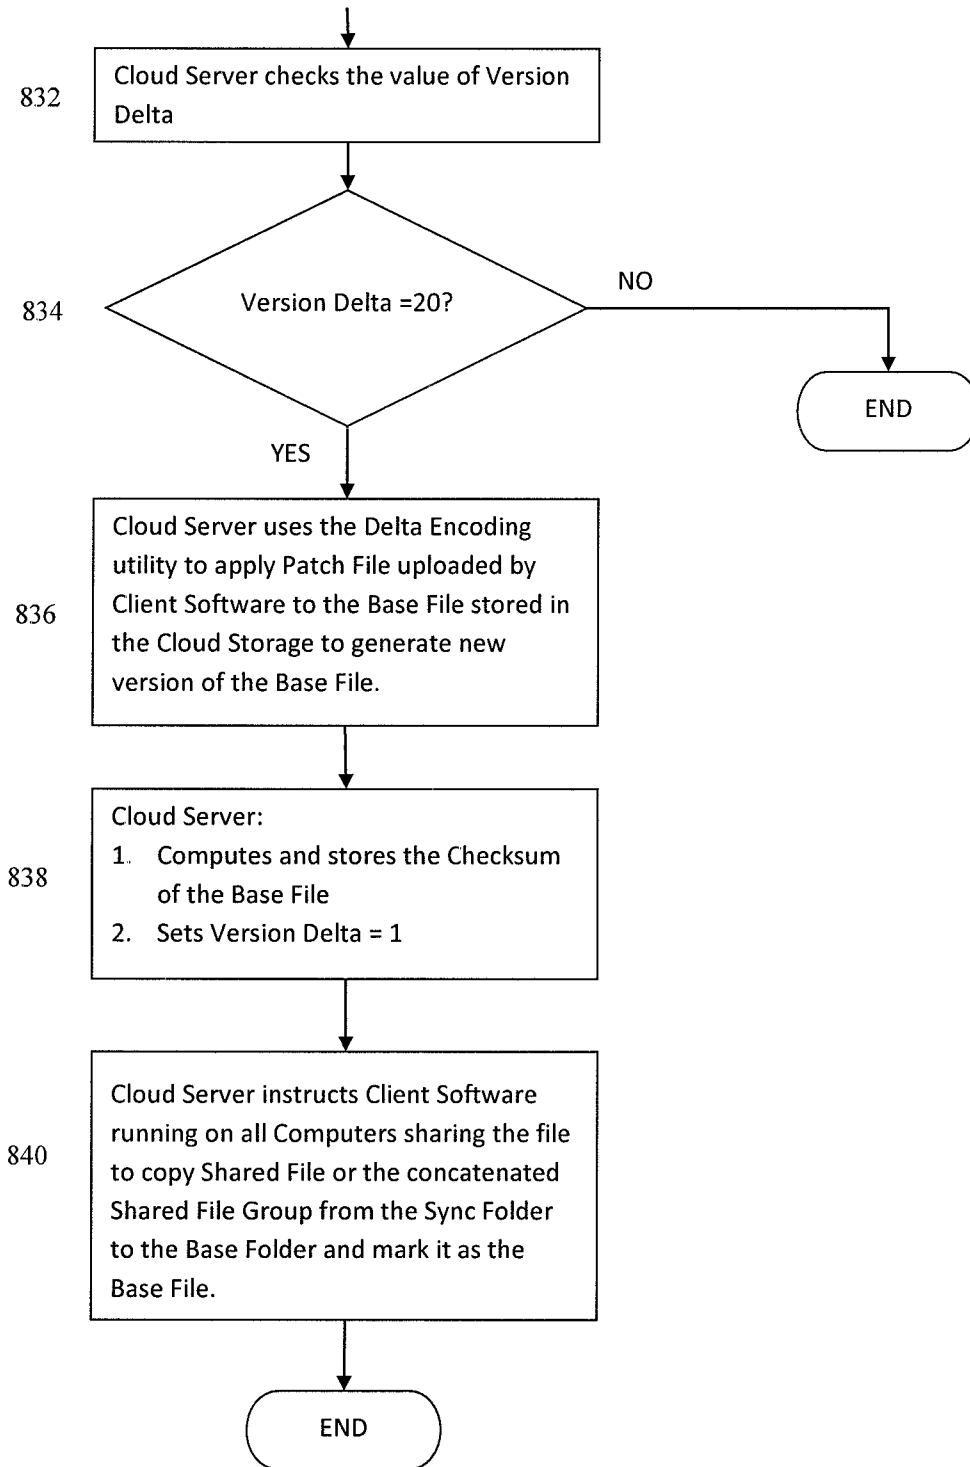 832
Cloud Server checks the value of Version
Delta
834
Version Delta =20?
NO
END
YES
836
Cloud Server uses the Delta Encoding
utility to apply Patch File uploaded by
Client Software to the Base File stored in
the Cloud Storage to generate new
version of the Base File.
838
Cloud Server:
1. Computes and stores the Checksum
of the Base File
2. Sets Version Delta = 1
840
Cloud Server instructs Client Software
running on all Computers sharing the file
to copy Shared File or the concatenated
Shared File Group from the Sync Folder
to the Base Folder and mark it as the
Base File.
END